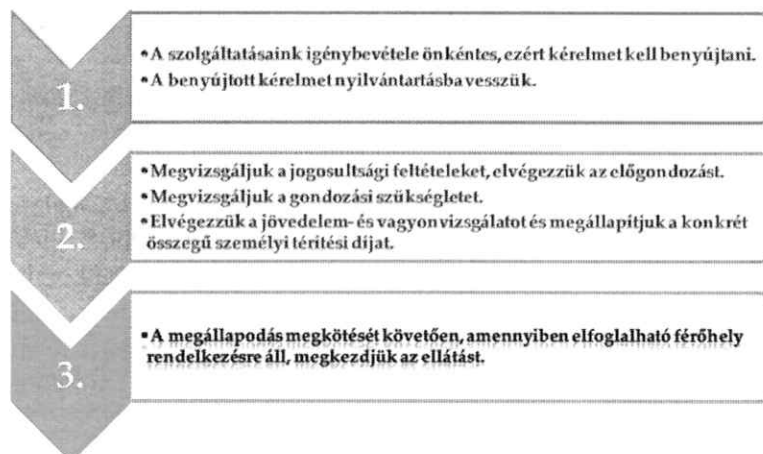 1.
▪A szolgáltatásaink igénybevétele önkéntes, ezért kérelmet kell benyújtani.
▪A benyújtott kérelmet nyilvántartásba vesszük.
2.
▪Megvizsgáljuk a jogosultsági feltételeket, elvégezzük az előgondozást.
▪Megvizsgáljuk a gondozási szükségletet.
▪Elvégezzük a jövedelem- és vagyonvizsgálatot és megállapítjuk a konkrét
összegű személyi térítési díjat.
3.
▪A megállapodás megkötését követően, amennyiben elfoglalható férőhely
rendelkezésre áll, megkezdjük az ellátást.